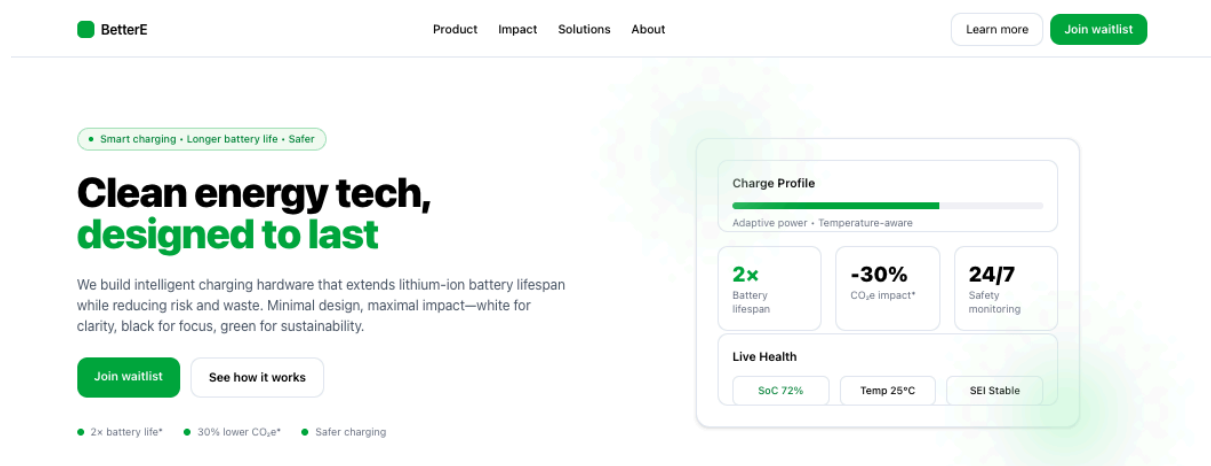 BetterE
Product
Impact
Solutions
About
Learn more
Join waitlist
Smart charging • Longer battery life • Safer
Clean energy tech,
designed to last
We build intelligent charging hardware that extends lithium-ion battery lifespan
while reducing risk and waste. Minimal design, maximal impact—white for
clarity, black for focus, green for sustainability.
Join waitlist
See how it works
2× battery life*
30% lower CO₂e*
Safer charging
Charge Profile
Adaptive power • Temperature-aware
2×
Battery
lifespan
-30%
CO₂e impact*
24/7
Safety
monitoring
Live Health
SoC 72%
Temp 25°C
SEI Stable